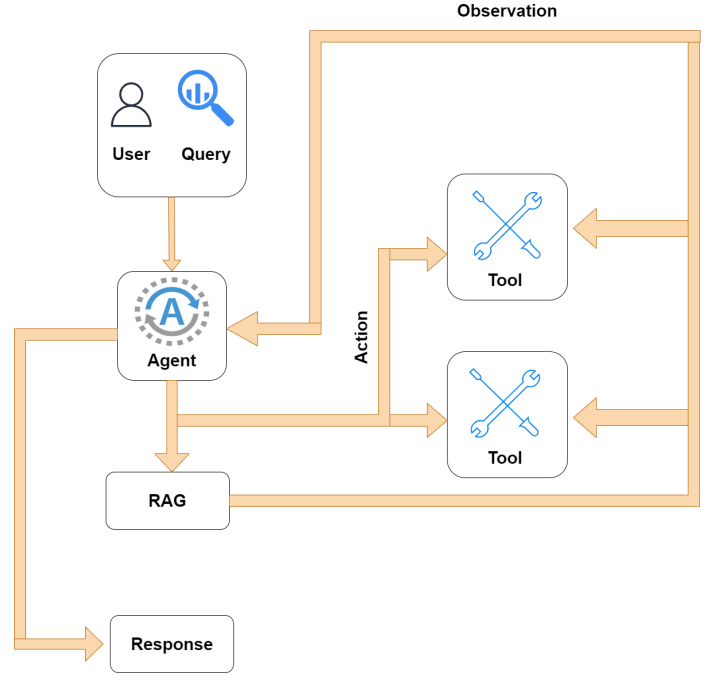 Observation
User
Query
Tool
A
Agent
Action
Tool
RAG
Response